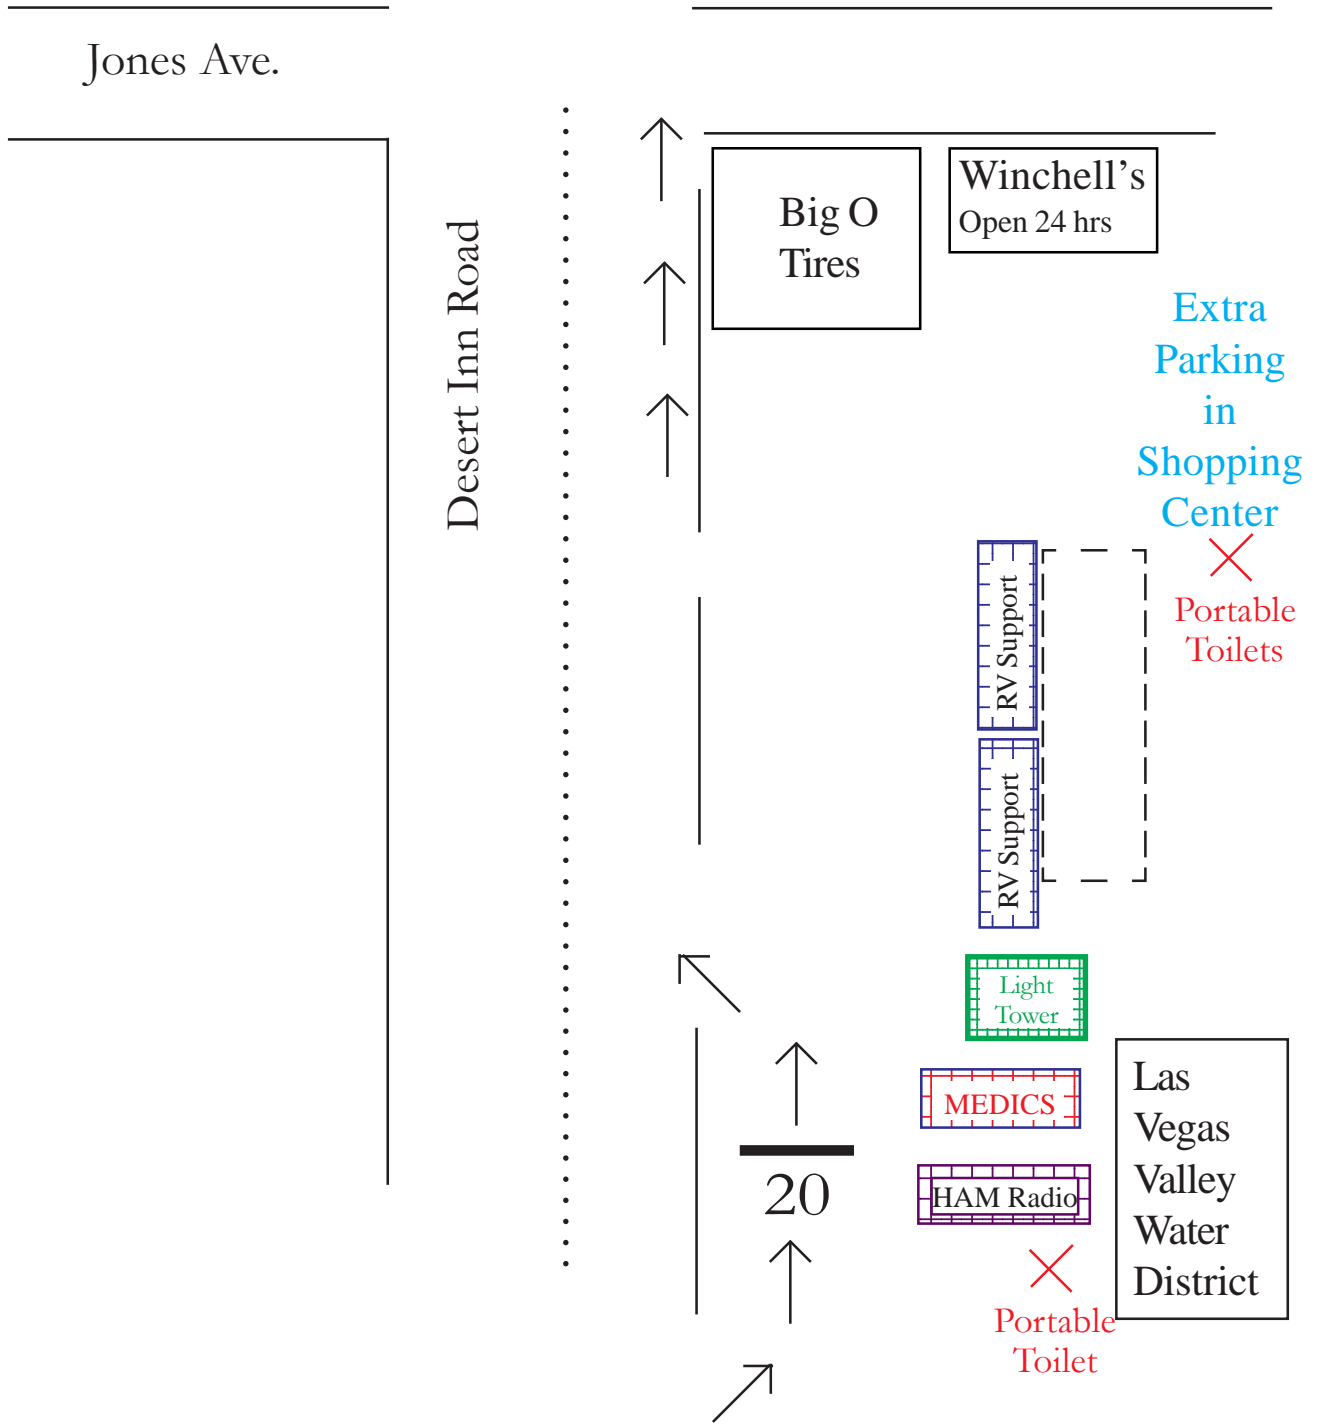 Jones Ave.
Desert Inn Road
Big O
Tires
Winchell's
Open 24 hrs
Extra
Parking
in
Shopping
Center
Portable
Toilets
RV Support
RV Support
Light
Tower
MEDICS
20
HAM Radio
Las
Vegas
Valley
Water
District
Portable
Toilet